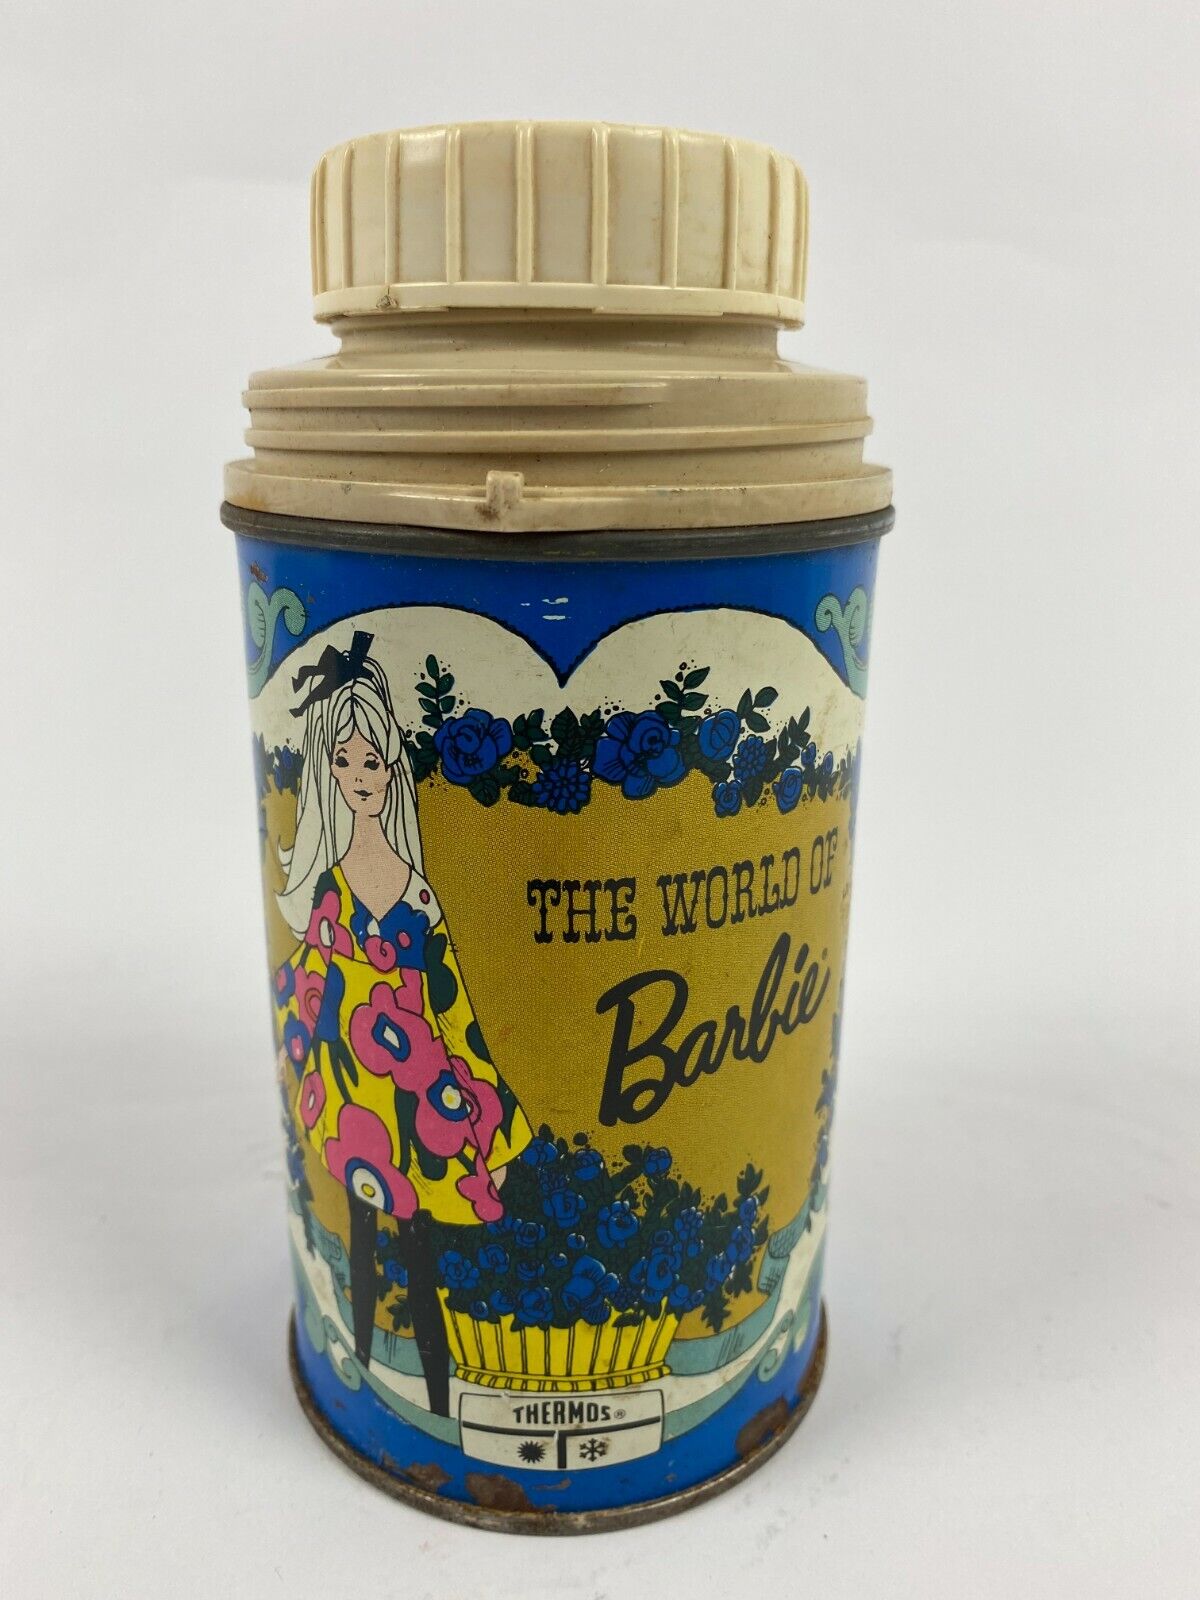 THE WORLD OF
Barbie
THERMOS®